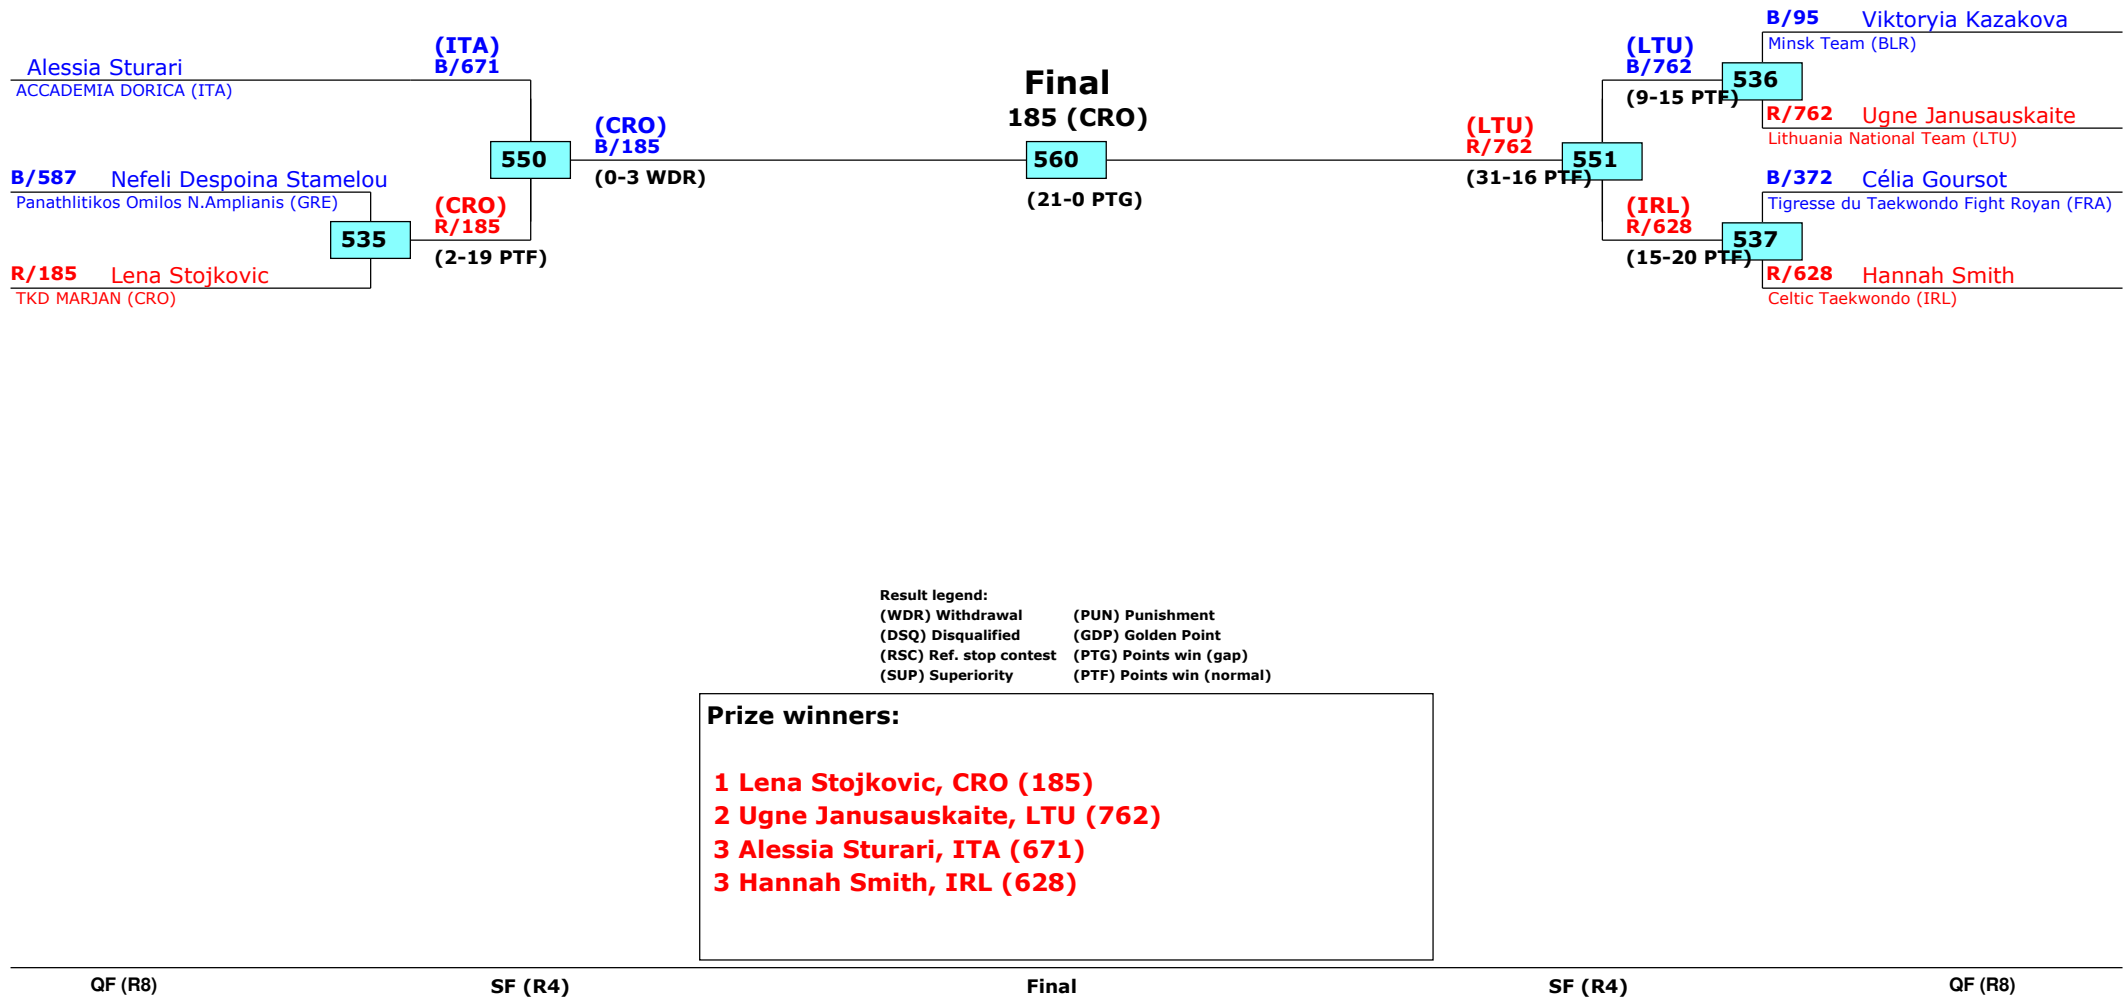 Alessia Sturari
ACCADEMIA DORICA (ITA)
B/587 Nefeli Despoina Stamelou
Panathlitikos Omilos N.Amplianis (GRE)
535
R/185 Lena Stojkovic
TKD MARJAN (CRO)
(ITA)
B/671
(CRO)
R/185
(2-19 PTF)
550
(CRO)
B/185
(0-3 WDR)
Final
185 (CRO)
560
(21-0 PTG)
(LTU)
R/762
(31-16 PTF)
551
(LTU)
B/762
(9-15 PTF)
(IRL)
R/628
(15-20 PTF)
B/95 Viktoryia Kazakova
Minsk Team (BLR)
536
R/762 Ugne Janusauskaite
Lithuania National Team (LTU)
B/372 Célia Goursot
Tigresse du Taekwondo Fight Royan (FRA)
537
R/628 Hannah Smith
Celtic Taekwondo (IRL)
Result legend:
(WDR) Withdrawal (PUN) Punishment
(DSQ) Disqualified (GDP) Golden Point
(RSC) Ref. stop contest (PTG) Points win (gap)
(SUP) Superiority (PTF) Points win (normal)
Prize winners:
1 Lena Stojkovic, CRO (185)
2 Ugne Janusauskaite, LTU (762)
3 Alessia Sturari, ITA (671)
3 Hannah Smith, IRL (628)
QF (R8) SF (R4) Final SF (R4) QF (R8)